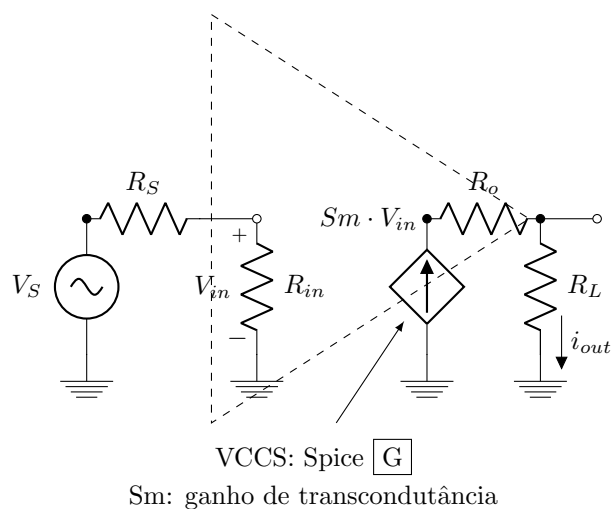 R_S
R_o
Sm · V_in
+
V_S
V_in
R_in
R_L
−
i_out
VCCS: Spice G
Sm: ganho de transcondutância